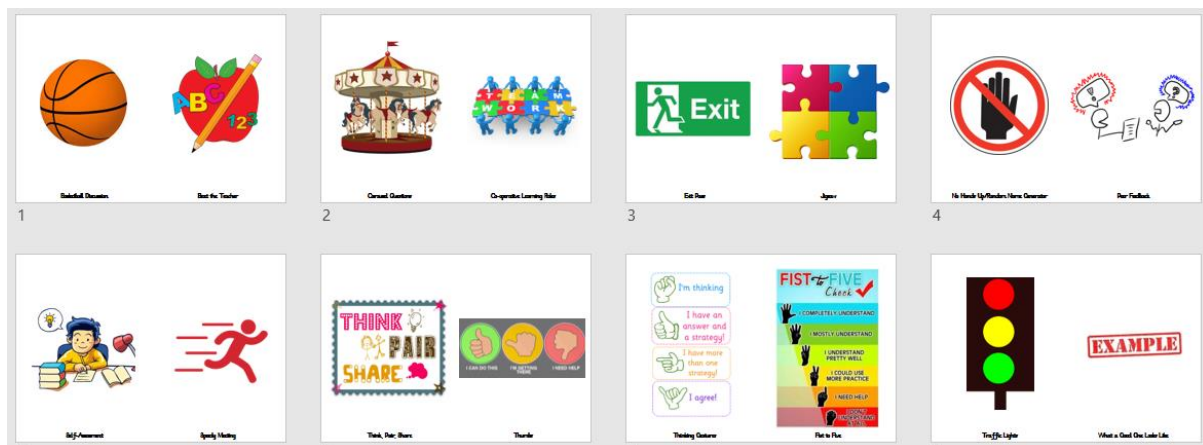 ABC
123
Basketball Discussion
Beat the Teacher
1
TEAM
WORK
Carousel Questions
Co-operative Learning Roles
2
Exit
Exit Pass
Jigsaw
3
No Hands Up/Random Name Generator
Peer Feedback
4
Self-Assessment
Speedy Meeting
THINK
PAIR
SHARE
I CAN DO THIS
I'M GETTING
THERE
I NEED HELP
Think, Pair, Share
Thumbs
I'm thinking
I have an
answer and
a strategy!
I have more
than one
strategy!
I agree!
FIST to FIVE
Check
I COMPLETELY UNDERSTAND
I MOSTLY UNDERSTAND
I UNDERSTAND
PRETTY WELL
I COULD USE
MORE PRACTICE
I NEED HELP
I DON'T
UNDERSTAND
Thinking Gestures
Fist to Five
EXAMPLE
Traffic Lights
What a Good One Looks Like